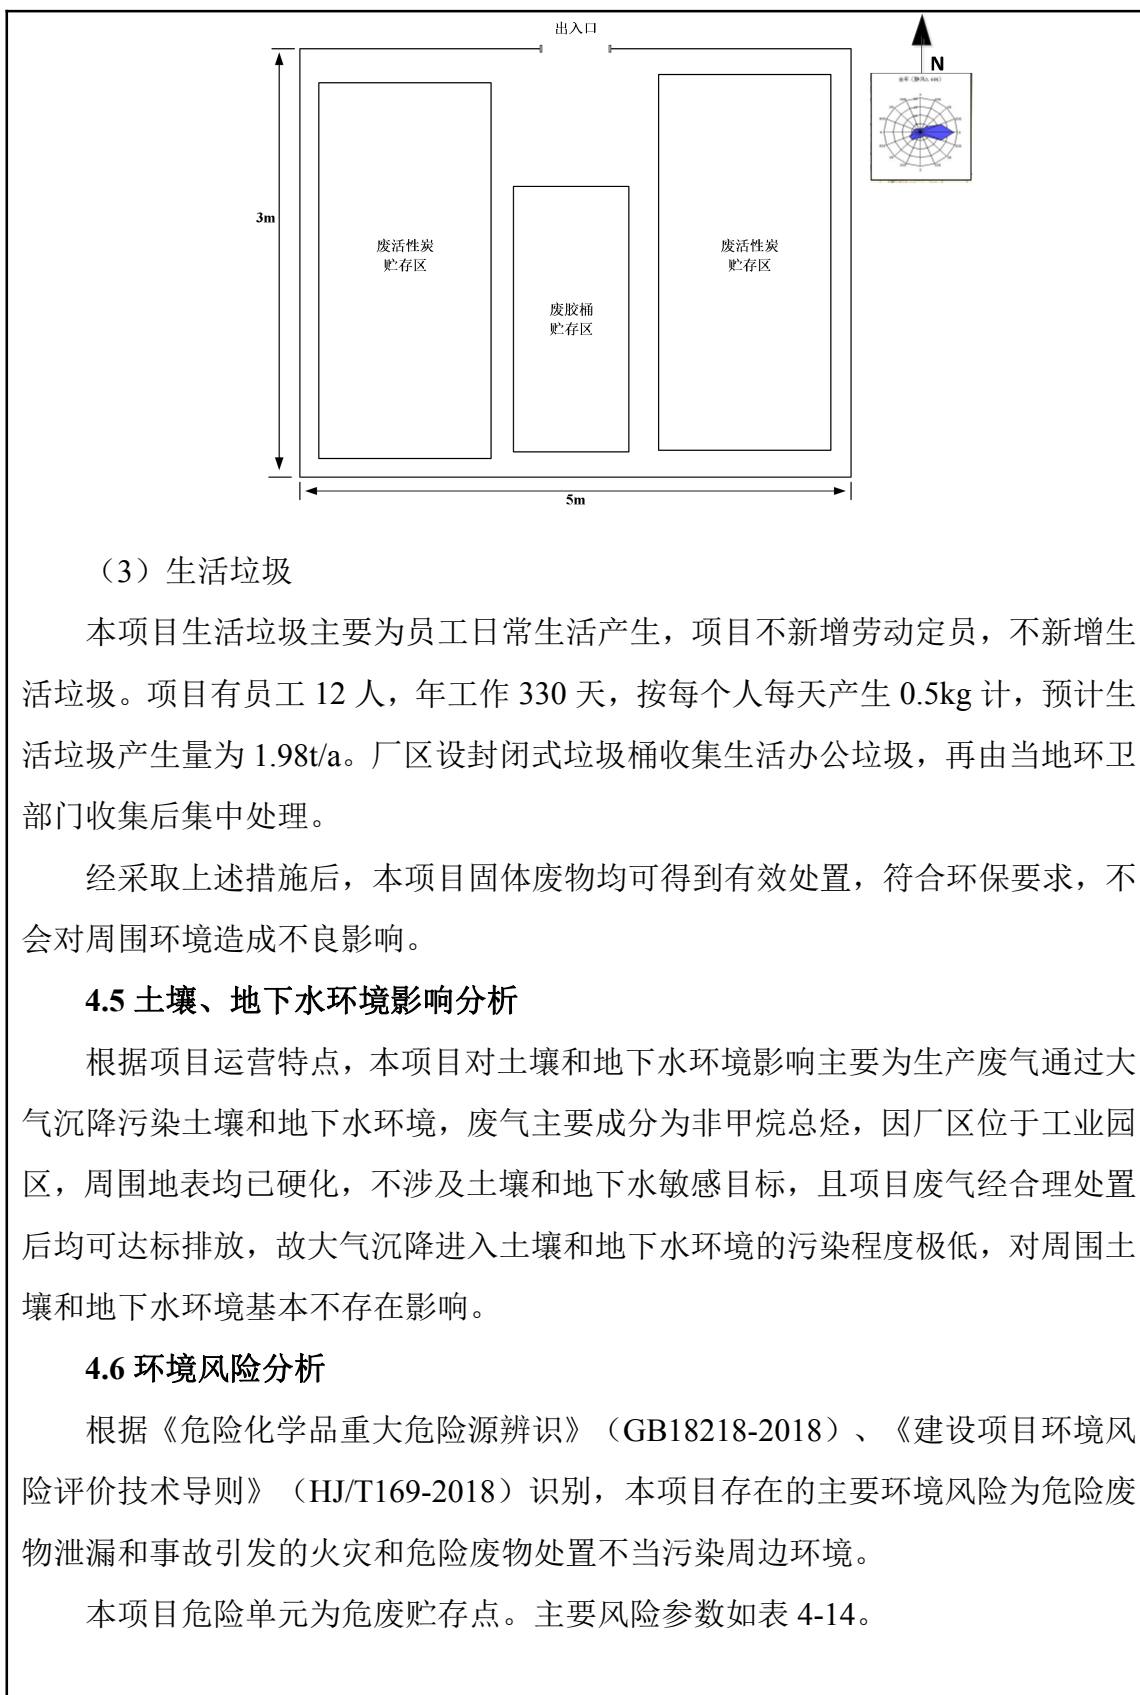 出入口
N
全年（静风3.6%）
3m
废活性炭
贮存区
废胶桶
贮存区
废活性炭
贮存区
5m
（3）生活垃圾
本项目生活垃圾主要为员工日常生活产生，项目不新增劳动定员，不新增生
活垃圾。项目有员工 12 人，年工作 330 天，按每个人每天产生 0.5kg 计，预计生
活垃圾产生量为 1.98t/a。厂区设封闭式垃圾桶收集生活办公垃圾，再由当地环卫
部门收集后集中处理。
经采取上述措施后，本项目固体废物均可得到有效处置，符合环保要求，不
会对周围环境造成不良影响。
4.5 土壤、地下水环境影响分析
根据项目运营特点，本项目对土壤和地下水环境影响主要为生产废气通过大
气沉降污染土壤和地下水环境，废气主要成分为非甲烷总烃，因厂区位于工业园
区，周围地表均已硬化，不涉及土壤和地下水敏感目标，且项目废气经合理处置
后均可达标排放，故大气沉降进入土壤和地下水环境的污染程度极低，对周围土
壤和地下水环境基本不存在影响。
4.6 环境风险分析
根据《危险化学品重大危险源辨识》（GB18218-2018）、《建设项目环境风
险评价技术导则》（HJ/T169-2018）识别，本项目存在的主要环境风险为危险废
物泄漏和事故引发的火灾和危险废物处置不当污染周边环境。
本项目危险单元为危废贮存点。主要风险参数如表 4-14。